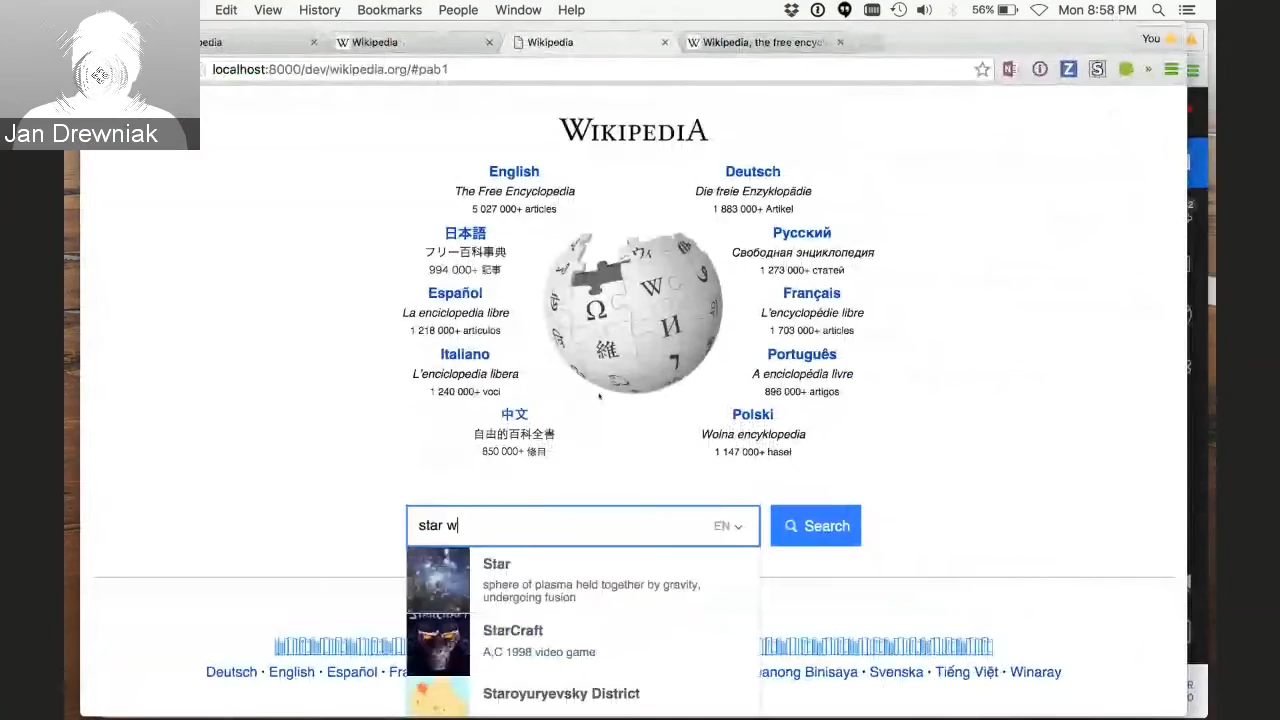 Edit View History Bookmarks People Window Help 56% Mon 8:58 PM
pedia Wikipedia Wikipedia Wikipedia, the free encycl You
localhost:8000/dev/wikipedia.org/#pab1
Jan Drewniak
WIKIPEDIA
English
The Free Encyclopedia
5 027 000+ articles
Deutsch
Die freie Enzyklopädie
1 883 000+ Artikel
日本語
フリー百科事典
994 000+ 記事
Русский
Свободная энциклопедия
1 273 000+ статей
Español
La enciclopedia libre
1 218 000+ artículos
Français
L'encyclopédie libre
1 703 000+ articles
Italiano
L'enciclopedia libera
1 240 000+ voci
Português
A enciclopédia livre
896 000+ artigos
中文
自由的百科全書
850 000+ 條目
Polski
Wolna encyklopedia
1 147 000+ haseł
Ω W И 維 ウィ
star w EN Search
Star
sphere of plasma held together by gravity,
undergoing fusion
StarCraft
A,C 1998 video game
Staroyuryevsky District
Deutsch · English · Español · Fra
anong Binisaya · Svenska · Tiếng Việt · Winaray